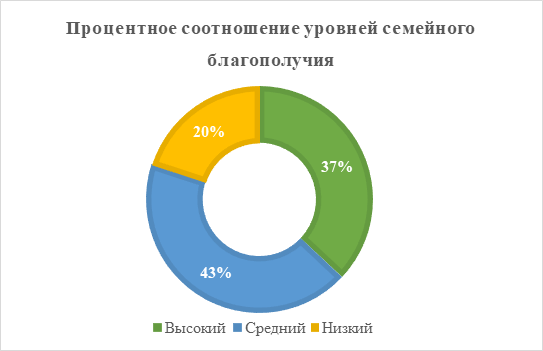 Процентное соотношение уровней семейного
благополучия
20%
37%
43%
Высокий Средний Низкий